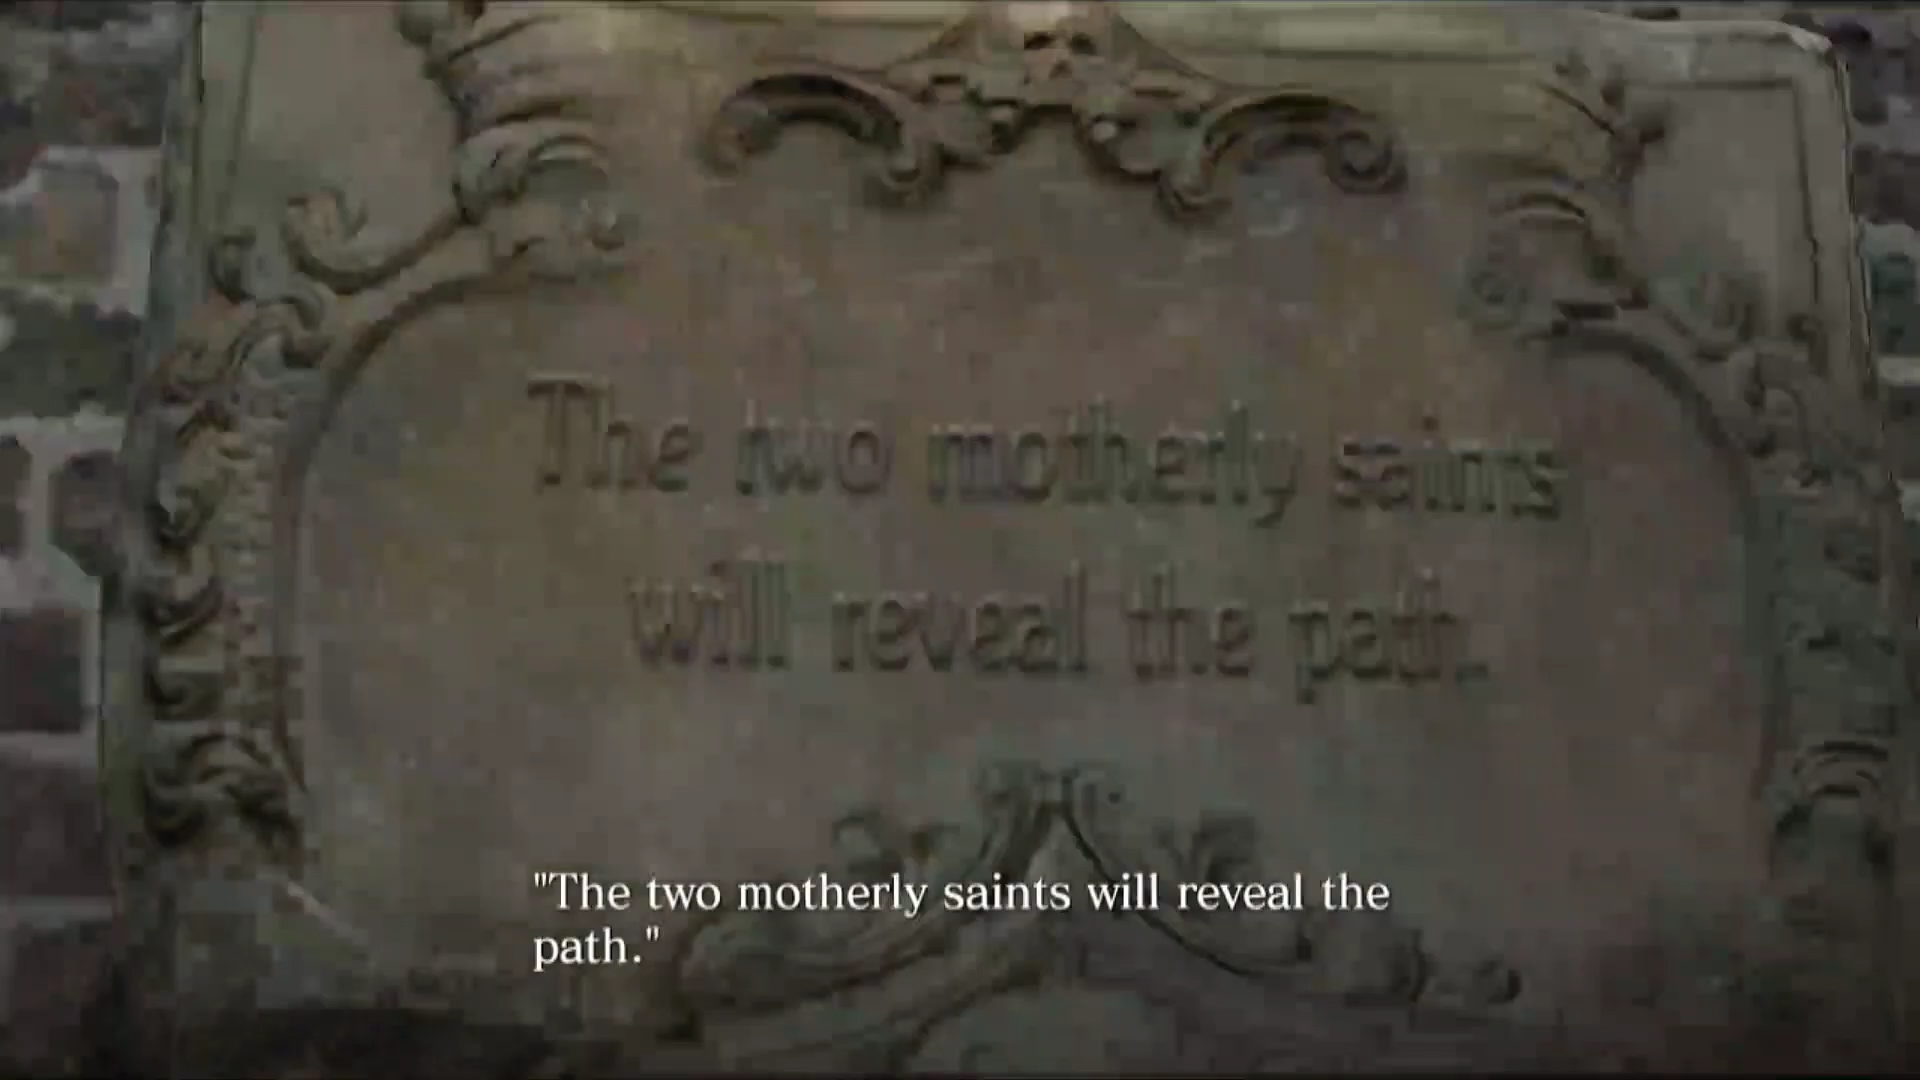 The two motherly saints
will reveal the path.
"The two motherly saints will reveal the
path."